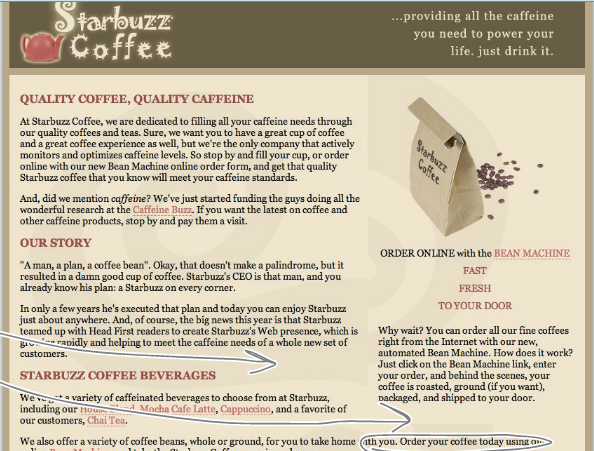 Starbuzz
Coffee
...providing all the caffeine
you need to power your
life. just drink it.
QUALITY COFFEE, QUALITY CAFFEINE
At Starbuzz Coffee, we are dedicated to filling all your caffeine needs through
our quality coffees and teas. Sure, we want you to have a great cup of coffee
and a great coffee experience as well, but we're the only company that actively
monitors and optimizes caffeine levels. So stop by and fill your cup, or order
online with our new Bean Machine online order form, and get that quality
Starbuzz coffee that you know will meet your caffeine standards.
And, did we mention caffeine? We've just started funding the guys doing all the
wonderful research at the Caffeine Buzz. If you want the latest on coffee and
other caffeine products, stop by and pay them a visit.
OUR STORY
"A man, a plan, a coffee bean". Okay, that doesn't make a palindrome, but it
resulted in a damn good cup of coffee. Starbuzz's CEO is that man, and you
already know his plan: a Starbuzz on every corner.
In only a few years he's executed that plan and today you can enjoy Starbuzz
just about anywhere. And, of course, the big news this year is that Starbuzz
teamed up with Head First readers to create Starbuzz's Web presence, which is
growing rapidly and helping to meet the caffeine needs of a whole new set of
customers.
STARBUZZ COFFEE BEVERAGES
We've got a variety of caffeinated beverages to choose from at Starbuzz,
including our House Blend, Mocha Cafe Latte, Cappuccino, and a favorite of
our customers, Chai Tea.
We also offer a variety of coffee beans, whole or ground, for you to take home
Starbuzz
Coffee
ORDER ONLINE with the BEAN MACHINE
FAST
FRESH
TO YOUR DOOR
Why wait? You can order all our fine coffees
right from the Internet with our new,
automated Bean Machine. How does it work?
Just click on the Bean Machine link, enter
your order, and behind the scenes, your
coffee is roasted, ground (if you want),
packaged, and shipped to your door.
with you. Order your coffee today using our